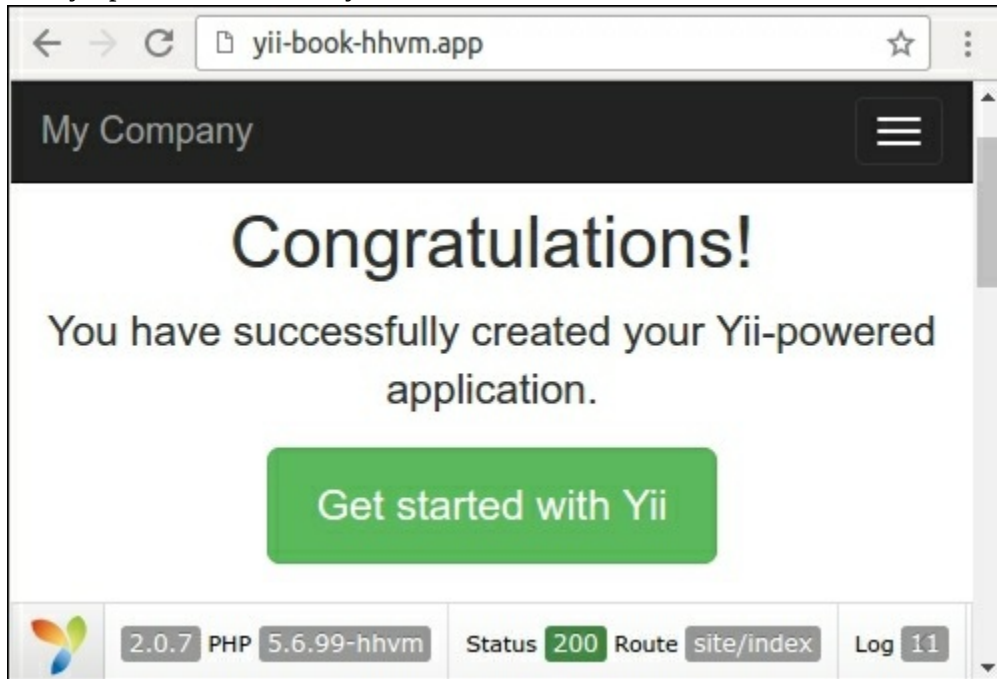 yii-book-hhvm.app
My Company
Congratulations!
You have successfully created your Yii-powered
application.
Get started with Yii
2.0.7 PHP 5.6.99-hhvm Status 200 Route site/index Log 11